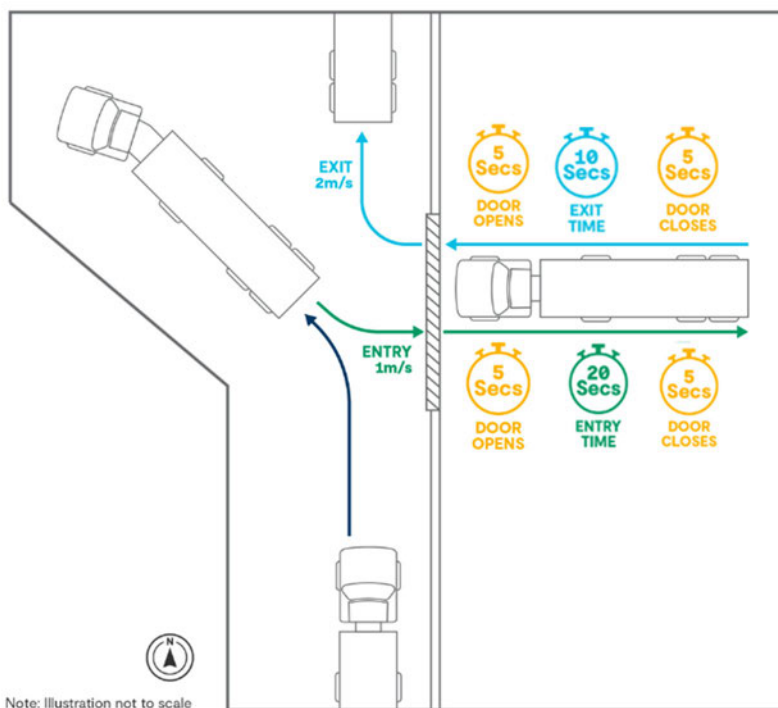 EXIT
2m/s
5
Secs
DOOR
OPENS
10
Secs
EXIT
TIME
5
Secs
DOOR
CLOSES
ENTRY
1m/s
5
Secs
DOOR
OPENS
20
Secs
ENTRY
TIME
5
Secs
DOOR
CLOSES
N
Note: Illustration not to scale